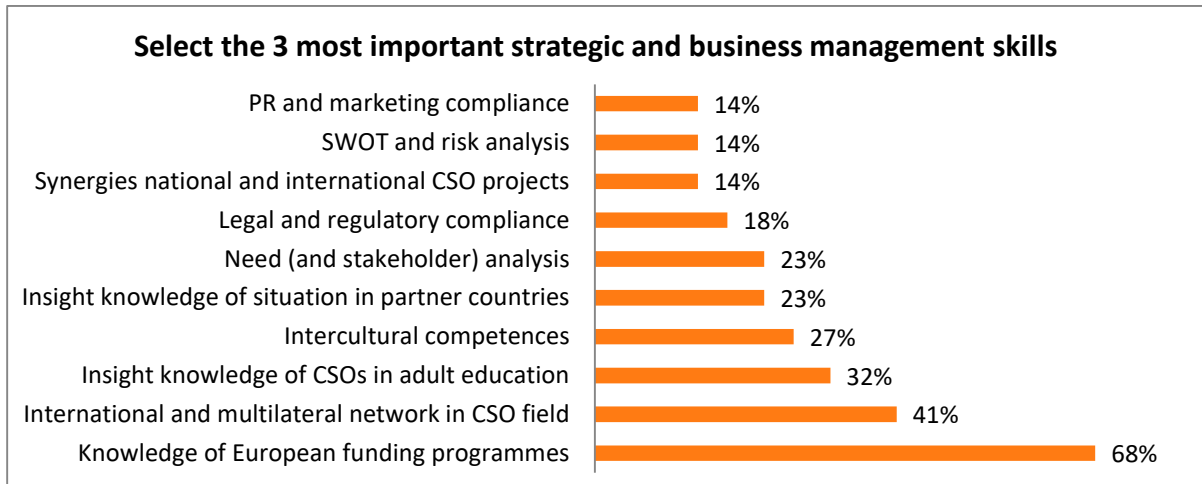 Select the 3 most important strategic and business management skills
PR and marketing compliance 14%
SWOT and risk analysis 14%
Synergies national and international CSO projects 14%
Legal and regulatory compliance 18%
Need (and stakeholder) analysis 23%
Insight knowledge of situation in partner countries 23%
Intercultural competences 27%
Insight knowledge of CSOs in adult education 32%
International and multilateral network in CSO field 41%
Knowledge of European funding programmes 68%